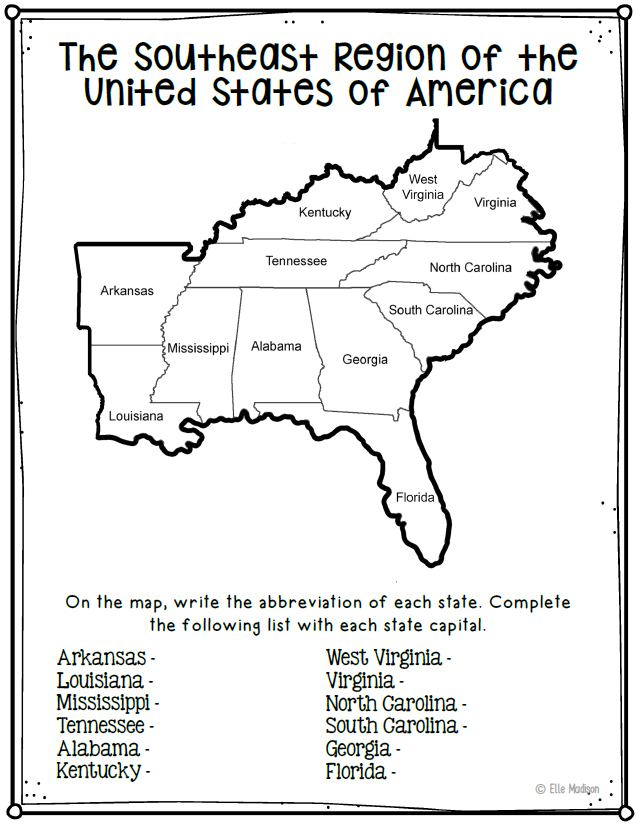 The Southeast Region of the
United States of America
West
Virginia
Virginia
Kentucky
Tennessee
North Carolina
Arkansas
South Carolina
Mississippi
Alabama
Georgia
Louisiana
Florida
On the map, write the abbreviation of each state. Complete
the following list with each state capital.
Arkansas -
Louisiana -
Mississippi -
Tennessee -
Alabama -
Kentucky -
West Virginia -
Virginia -
North Carolina -
South Carolina -
Georgia -
Florida -
© Elle Madison